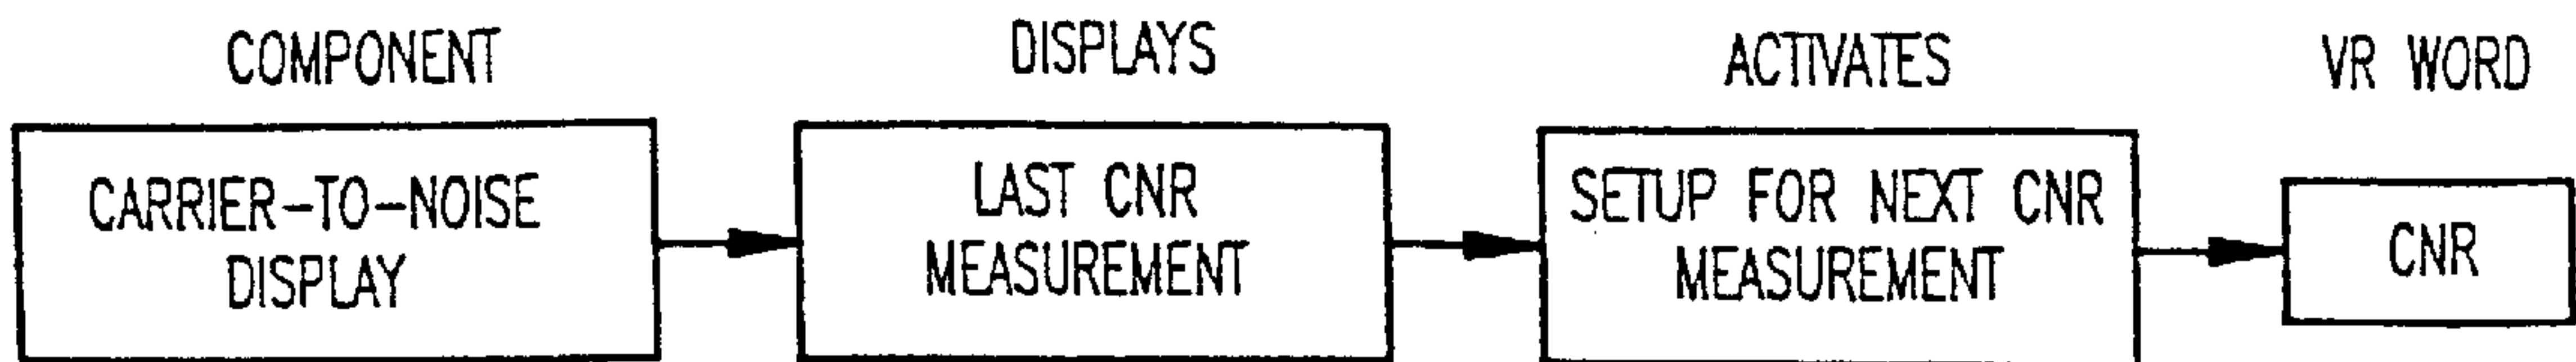 COMPONENT
DISPLAYS
ACTIVATES
VR WORD
CARRIER-TO-NOISE
DISPLAY
LAST CNR
MEASUREMENT
SETUP FOR NEXT CNR
MEASUREMENT
CNR